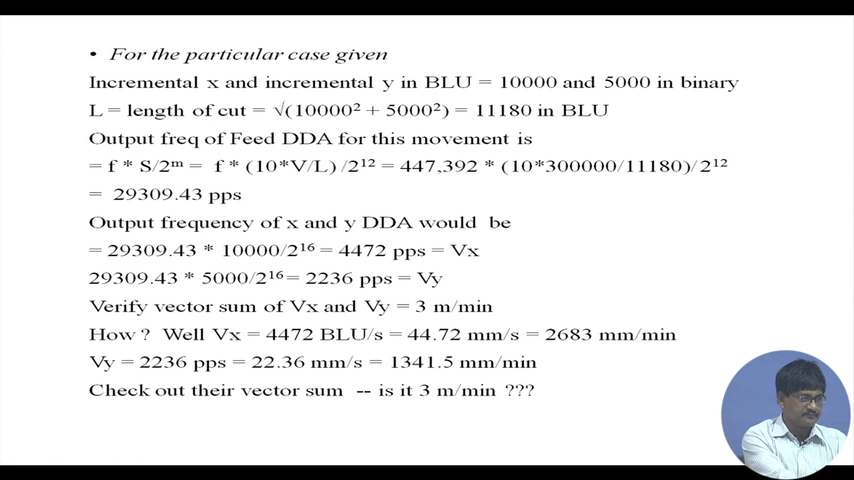 • For the particular case given
Incremental x and incremental y in BLU = 10000 and 5000 in binary
L = length of cut = √(10000² + 5000²) = 11180 in BLU
Output freq of Feed DDA for this movement is
= f * S/2ᵐ = f * (10*V/L) /2¹² = 447,392 * (10*300000/11180)/2¹²
= 29309.43 pps
Output frequency of x and y DDA would be
= 29309.43 * 10000/2¹⁶ = 4472 pps = Vx
29309.43 * 5000/2¹⁶ = 2236 pps = Vy
Verify vector sum of Vx and Vy = 3 m/min
How ? Well Vx = 4472 BLU/s = 44.72 mm/s = 2683 mm/min
Vy = 2236 pps = 22.36 mm/s = 1341.5 mm/min
Check out their vector sum -- is it 3 m/min ???